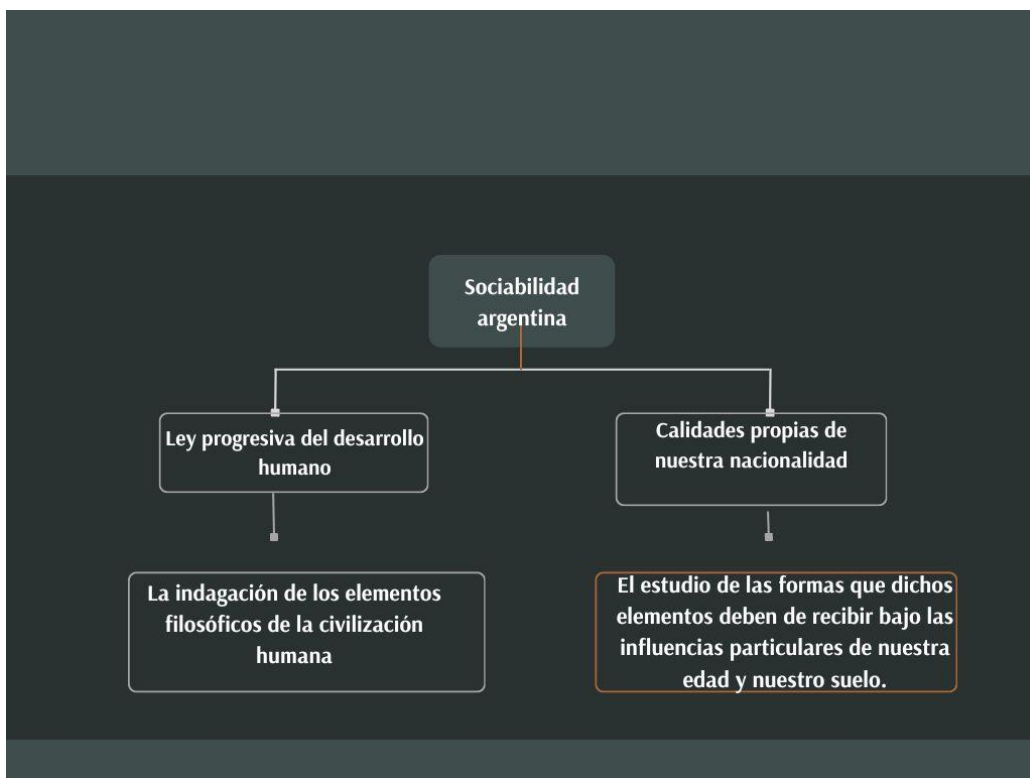 Sociabilidad
argentina
Ley progresiva del desarrollo
humano
Calidades propias de
nuestra nacionalidad
La indagación de los elementos
filosóficos de la civilización
humana
El estudio de las formas que dichos
elementos deben de recibir bajo las
influencias particulares de nuestra
edad y nuestro suelo.